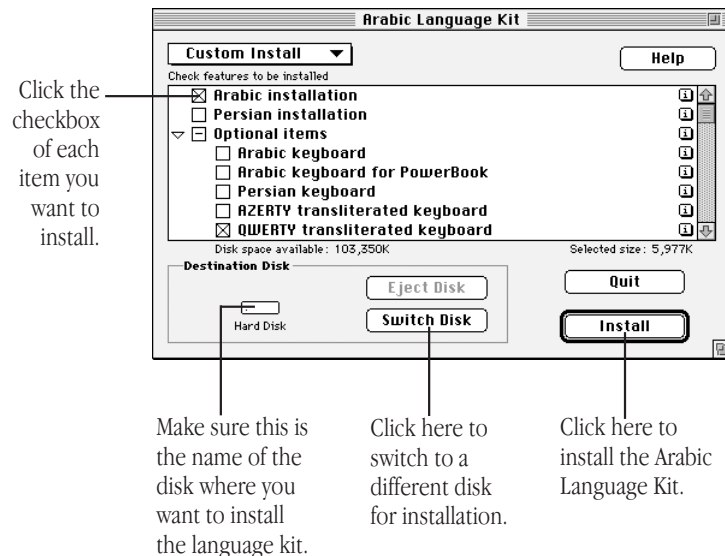 Arabic Language Kit
Custom Install
Help
Check features to be installed
Arabic installation
Persian installation
Optional items
Arabic keyboard
Arabic keyboard for PowerBook
Persian keyboard
AZERTY transliterated keyboard
QWERTY transliterated keyboard
Disk space available: 103,350K
Selected size: 5,977K
Destination Disk
Eject Disk
Quit
Hard Disk
Switch Disk
Install
Click the
checkbox
of each
item you
want to
install.
Make sure this is
the name of the
disk where you
want to install
the language kit.
Click here to
switch to a
different disk
for installation.
Click here to
install the Arabic
Language Kit.